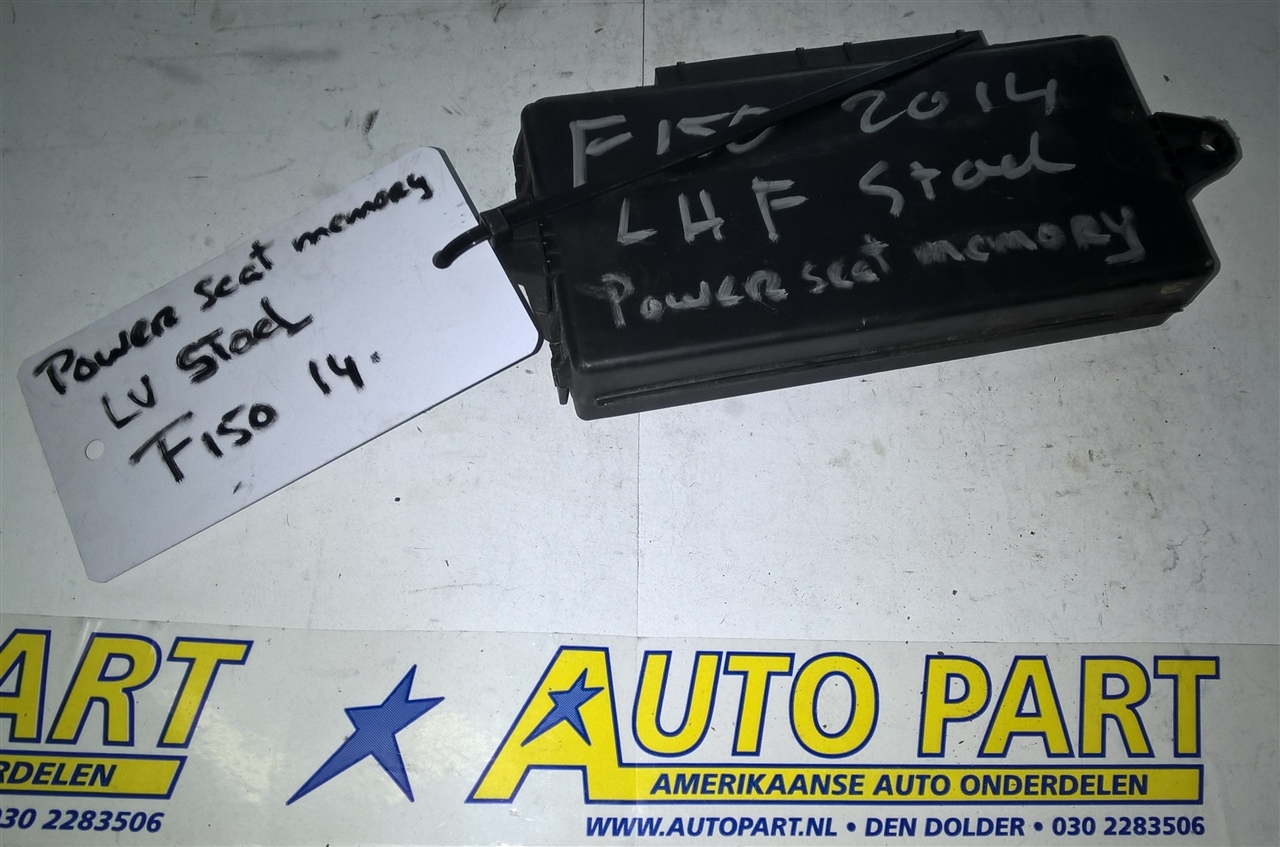 F150 2014
LHF Stoel
Power seat memory
Power seat memory
LV Stoel
F150 14.
ART
RDELEN
030 2283506
AUTO PART
AMERIKAANSE AUTO ONDERDELEN
WWW.AUTOPART.NL • DEN DOLDER • 030 2283506